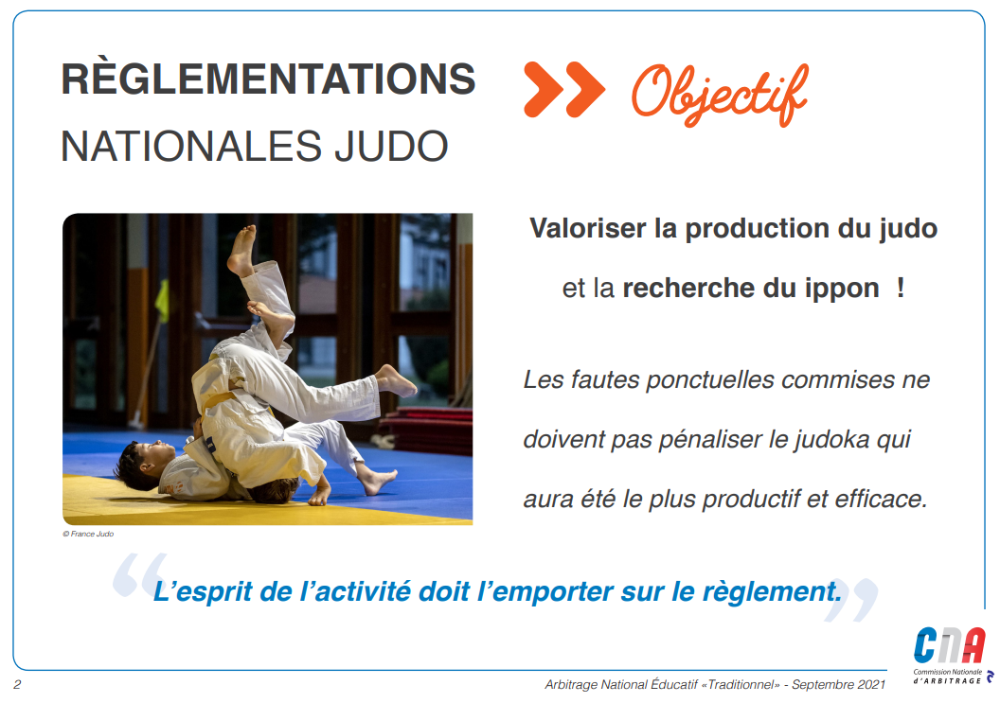 RÈGLEMENTATIONS
NATIONALES JUDO
Objectif
Valoriser la production du judo
et la recherche du ippon  !
Les fautes ponctuelles commises ne
doivent pas pénaliser le judoka qui
aura été le plus productif et efficace.
© France Judo
“L’esprit de l’activité doit l’emporter sur le règlement.”
CNA
Commission Nationale
d'ARBITRAGE
2
Arbitrage National Éducatif «Traditionnel» - Septembre 2021